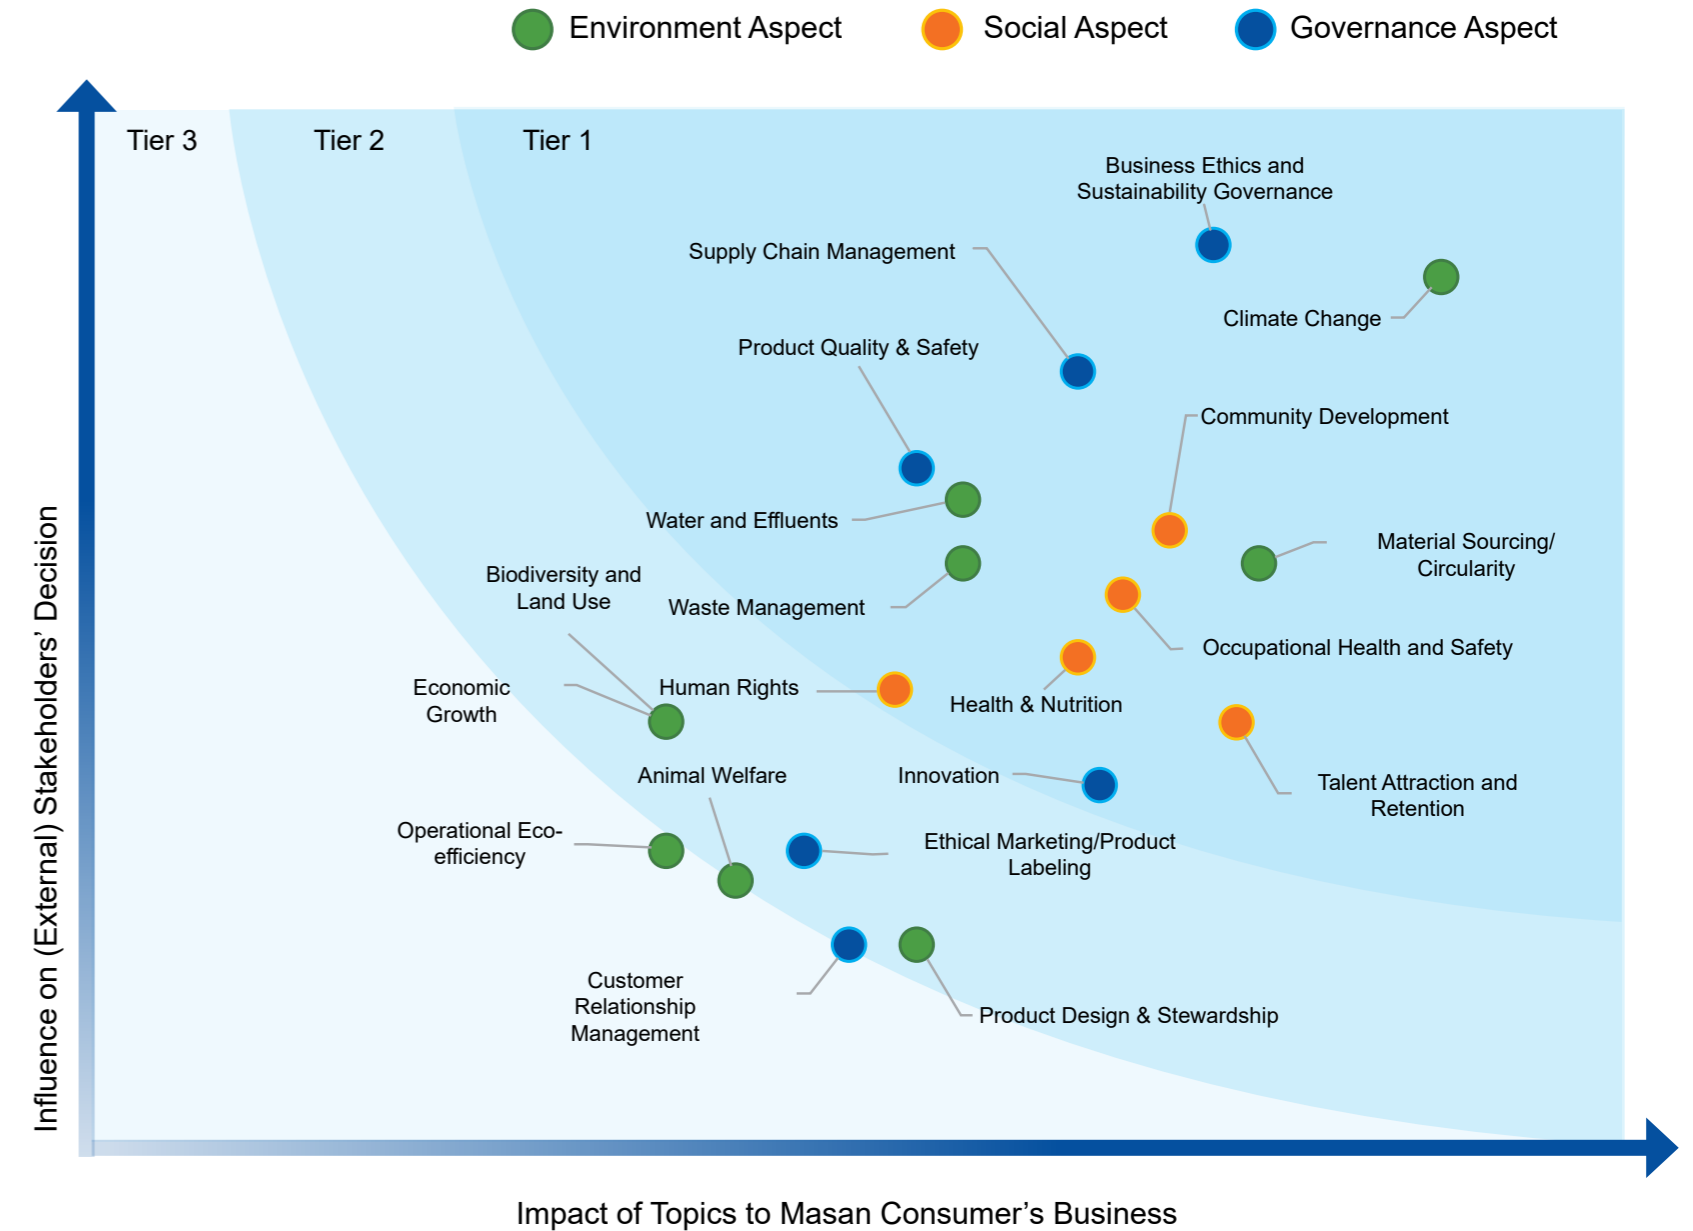 Environment Aspect
Social Aspect
Governance Aspect
Tier 3
Tier 2
Tier 1
Business Ethics and
Sustainability Governance
Supply Chain Management
Climate Change
Product Quality & Safety
Community Development
Water and Effluents
Material Sourcing/
Circularity
Biodiversity and
Land Use
Waste Management
Occupational Health and Safety
Economic
Growth
Human Rights
Health & Nutrition
Animal Welfare
Innovation
Talent Attraction and
Retention
Operational Eco-
efficiency
Ethical Marketing/Product
Labeling
Customer
Relationship
Management
Product Design & Stewardship
Influence on (External) Stakeholders’ Decision
Impact of Topics to Masan Consumer’s Business